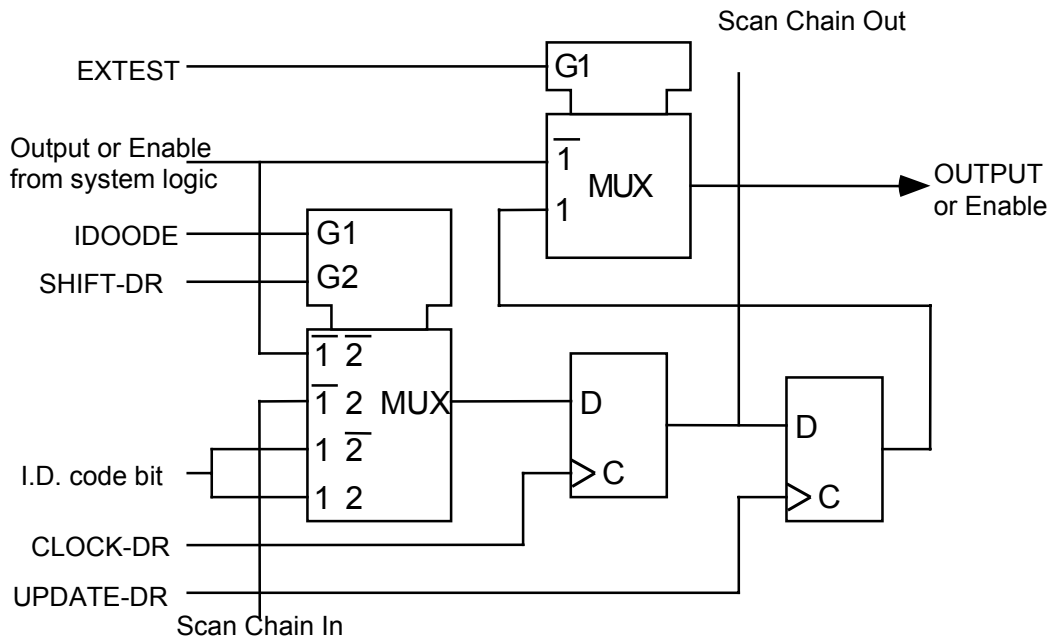 Scan Chain Out
EXTEST
G1
Output or Enable
from system logic
1
MUX
1
OUTPUT
or Enable
IDOODE
G1
SHIFT-DR
G2
1 2
1 2 MUX
1 2
1 2
I.D. code bit
D
C
D
C
CLOCK-DR
UPDATE-DR
Scan Chain In